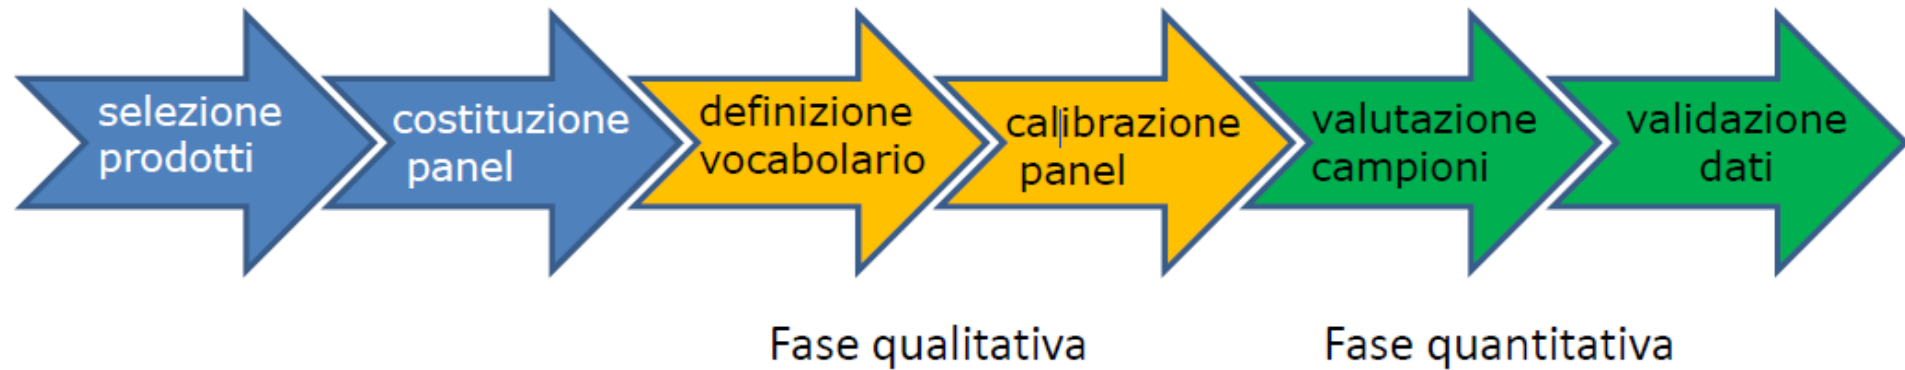 selezione
prodotti
costituzione
panel
definizione
vocabolario
calibrazione
panel
valutazione
campioni
validazione
dati
Fase qualitativa
Fase quantitativa